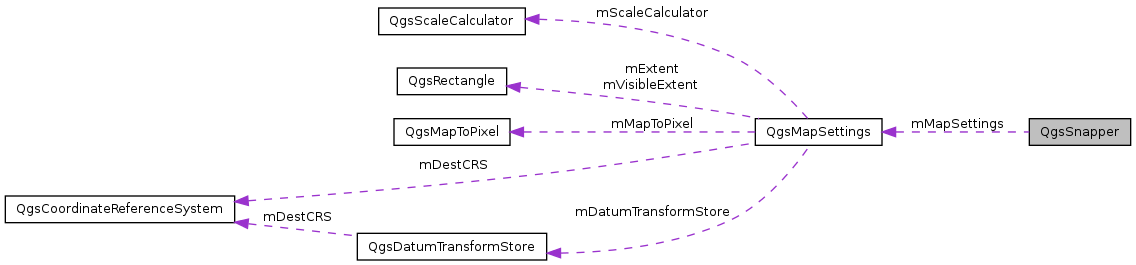 QgsScaleCalculator
mScaleCalculator
mExtent
mVisibleExtent
QgsRectangle
mMapToPixel
QgsMapToPixel
QgsMapSettings
mMapSettings
QgsSnapper
mDestCRS
QgsCoordinateReferenceSystem
mDestCRS
mDatumTransformStore
QgsDatumTransformStore